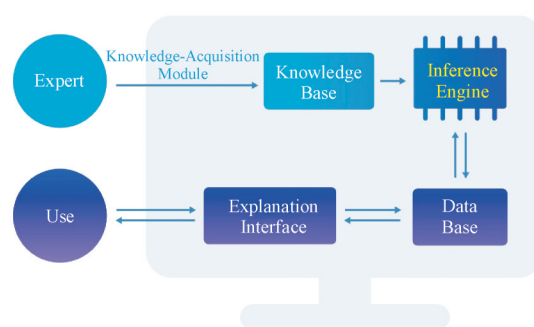 Knowledge-Acquisition
Module
Expert
Knowledge
Base
Inference
Engine
Use
Explanation
Interface
Data
Base